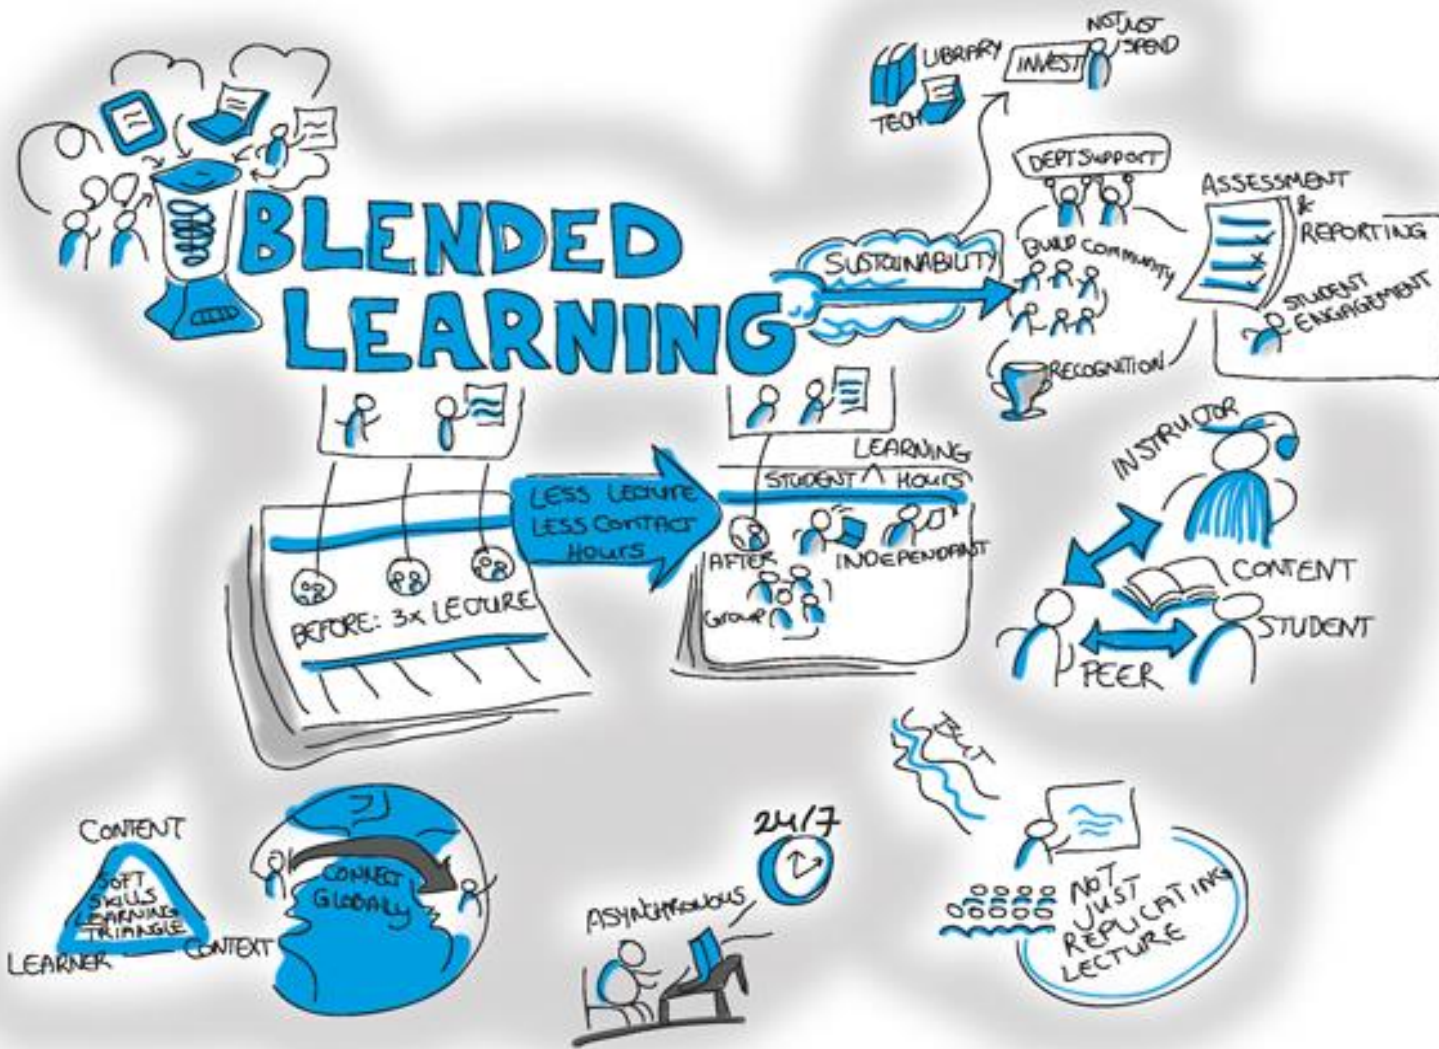 BLENDED
LEARNING
LIBRARY
TECH
INVEST
NOT JUST
SPEND
DEPT SUPPORT
SUSTAINABILITY
BUILD COMMUNITY
RECOGNITION
ASSESSMENT
&
REPORTING
STUDENT
ENGAGEMENT
BEFORE: 3x LECTURE
LESS LECTURE
LESS CONTACT
HOURS
LEARNING
STUDENT ^ HOURS
AFTER
INDEPENDANT
GROUP
INSTRUCTOR
CONTENT
STUDENT
PEER
CONTENT
SOFT
SKILLS
LEARNING
TRIANGLE
LEARNER
CONTEXT
CONNECT
GLOBALLY
24/7
ASYNCHRONOUS
BUT
NOT
JUST
REPLICATING
LECTURE